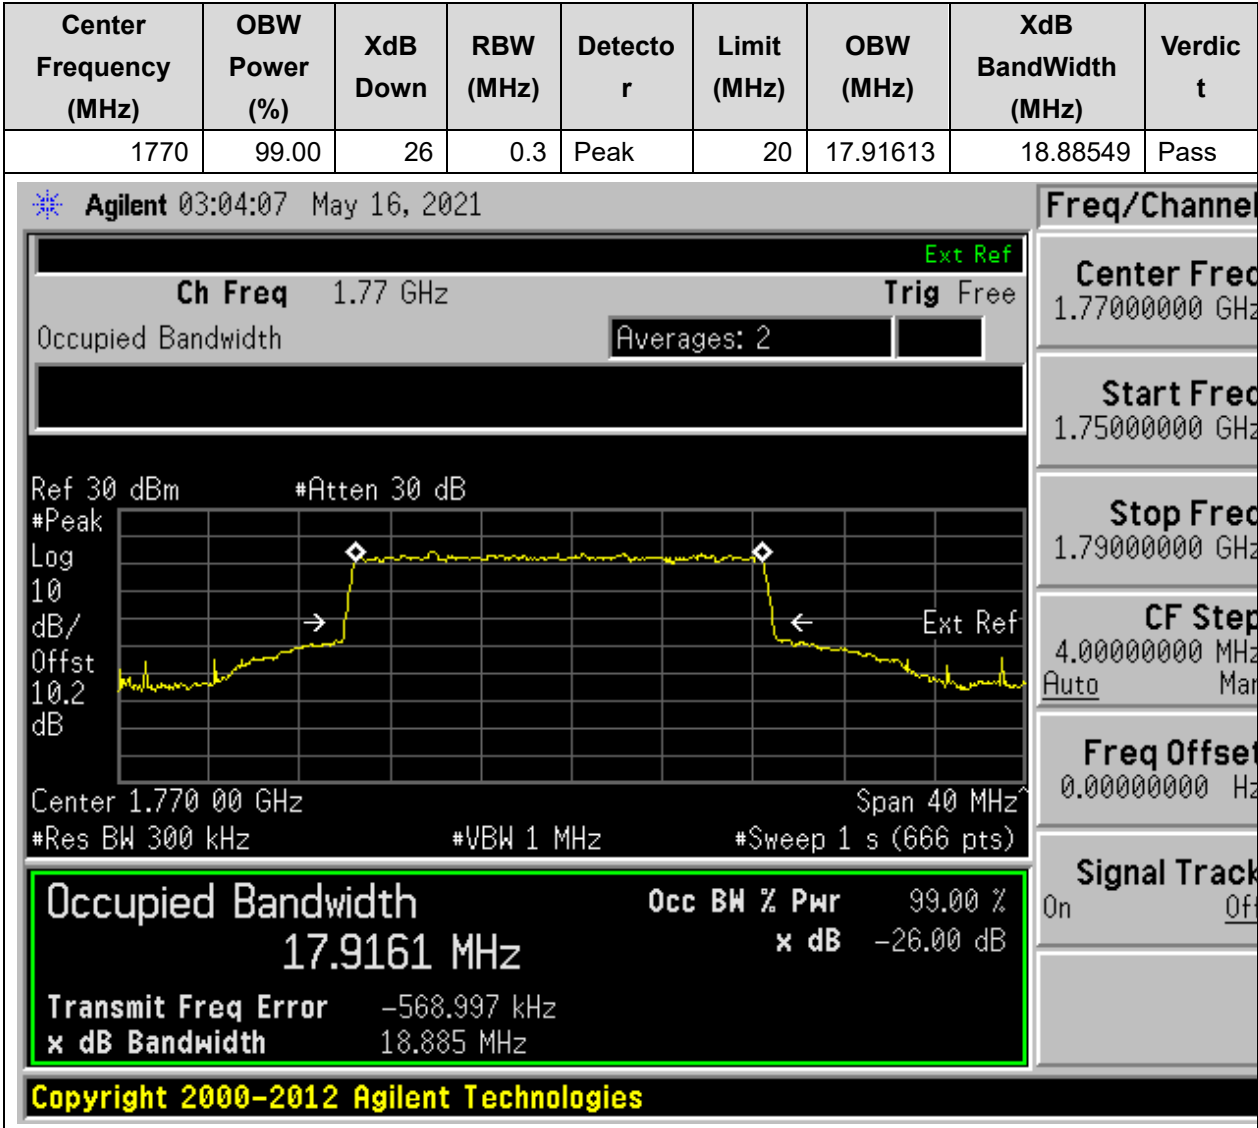 Center Frequency (MHz) OBW Power (%) XdB Down RBW (MHz) Detecto r Limit (MHz) OBW (MHz) XdB BandWidth (MHz) Verdic t
1770 99.00 26 0.3 Peak 20 17.91613 18.88549 Pass
Agilent 03:04:07 May 16, 2021
Freq/Channel
Ext Ref
Ch Freq 1.77 GHz Trig Free
Occupied Bandwidth Averages: 2
Center Freq
1.77000000 GHz
Start Freq
1.75000000 GHz
Stop Freq
1.79000000 GHz
CF Step
4.00000000 MHz
Auto Man
Freq Offset
0.00000000 Hz
Signal Track
On Off
Ref 30 dBm #Atten 30 dB
#Peak
Log
10
dB/
Offst
10.2
dB
Ext Ref
Center 1.770 00 GHz Span 40 MHz^
#Res BW 300 kHz #VBW 1 MHz #Sweep 1 s (666 pts)
Occupied Bandwidth
17.9161 MHz
Occ BW % Pwr 99.00 %
x dB -26.00 dB
Transmit Freq Error -568.997 kHz
x dB Bandwidth 18.885 MHz
Copyright 2000-2012 Agilent Technologies